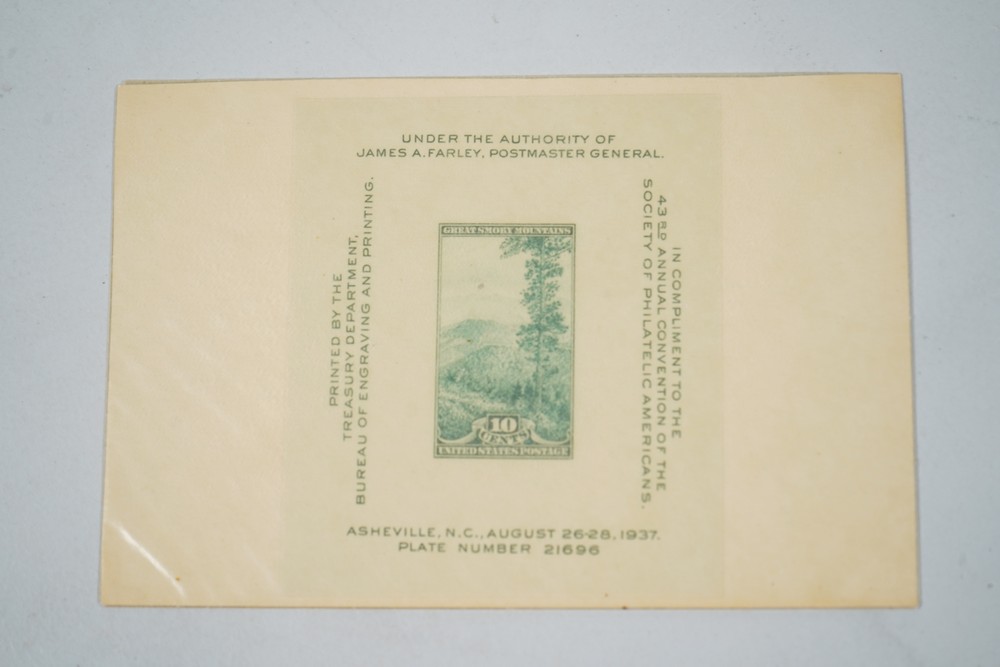 UNDER THE AUTHORITY OF
JAMES A. FARLEY, POSTMASTER GENERAL.
PRINTED BY THE
TREASURY DEPARTMENT,
BUREAU OF ENGRAVING AND PRINTING.
GREAT SMOKY MOUNTAINS
10
CENTS
UNITED STATES POSTAGE
IN COMPLIMENT TO THE
43RD ANNUAL CONVENTION OF THE
SOCIETY OF PHILATELIC AMERICANS.
ASHEVILLE, N.C., AUGUST 26-28, 1937.
PLATE NUMBER 21696